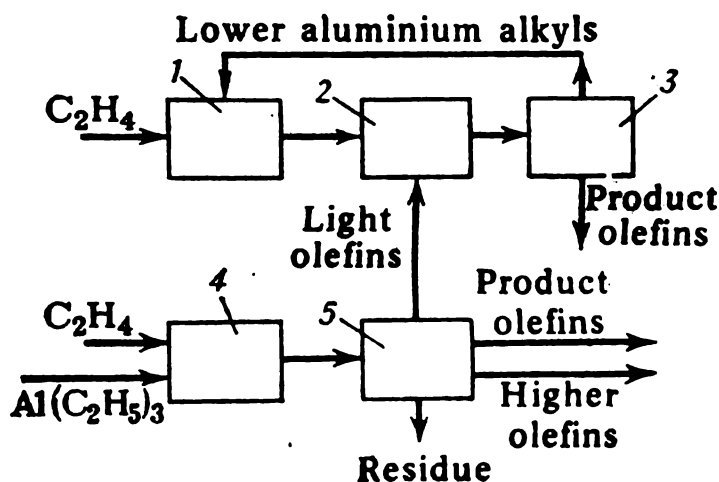 Lower aluminium alkyls
1
2
3
C₂H₄
Product
olefins
Light
olefins
4
5
C₂H₄
Al(C₂H₅)₃
Product
olefins
Higher
olefins
Residue